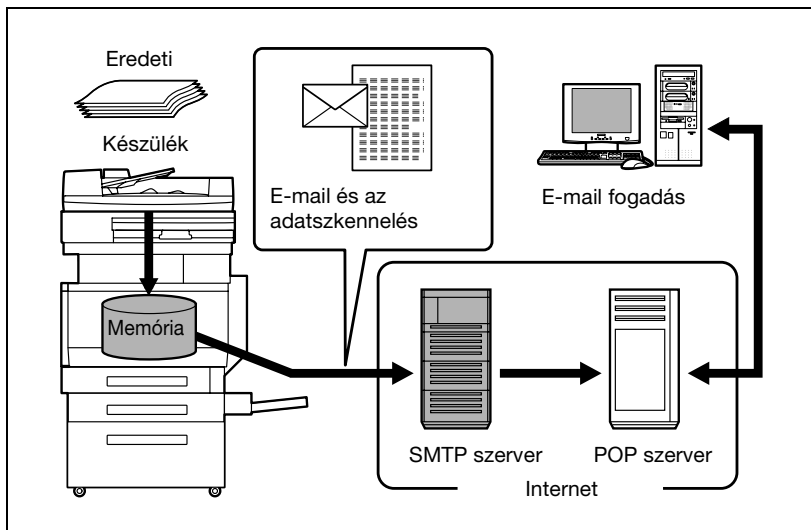 Eredeti
Készülék
Memória
E-mail és az
adatszkennelés
E-mail fogadás
SMTP szerver
POP szerver
Internet